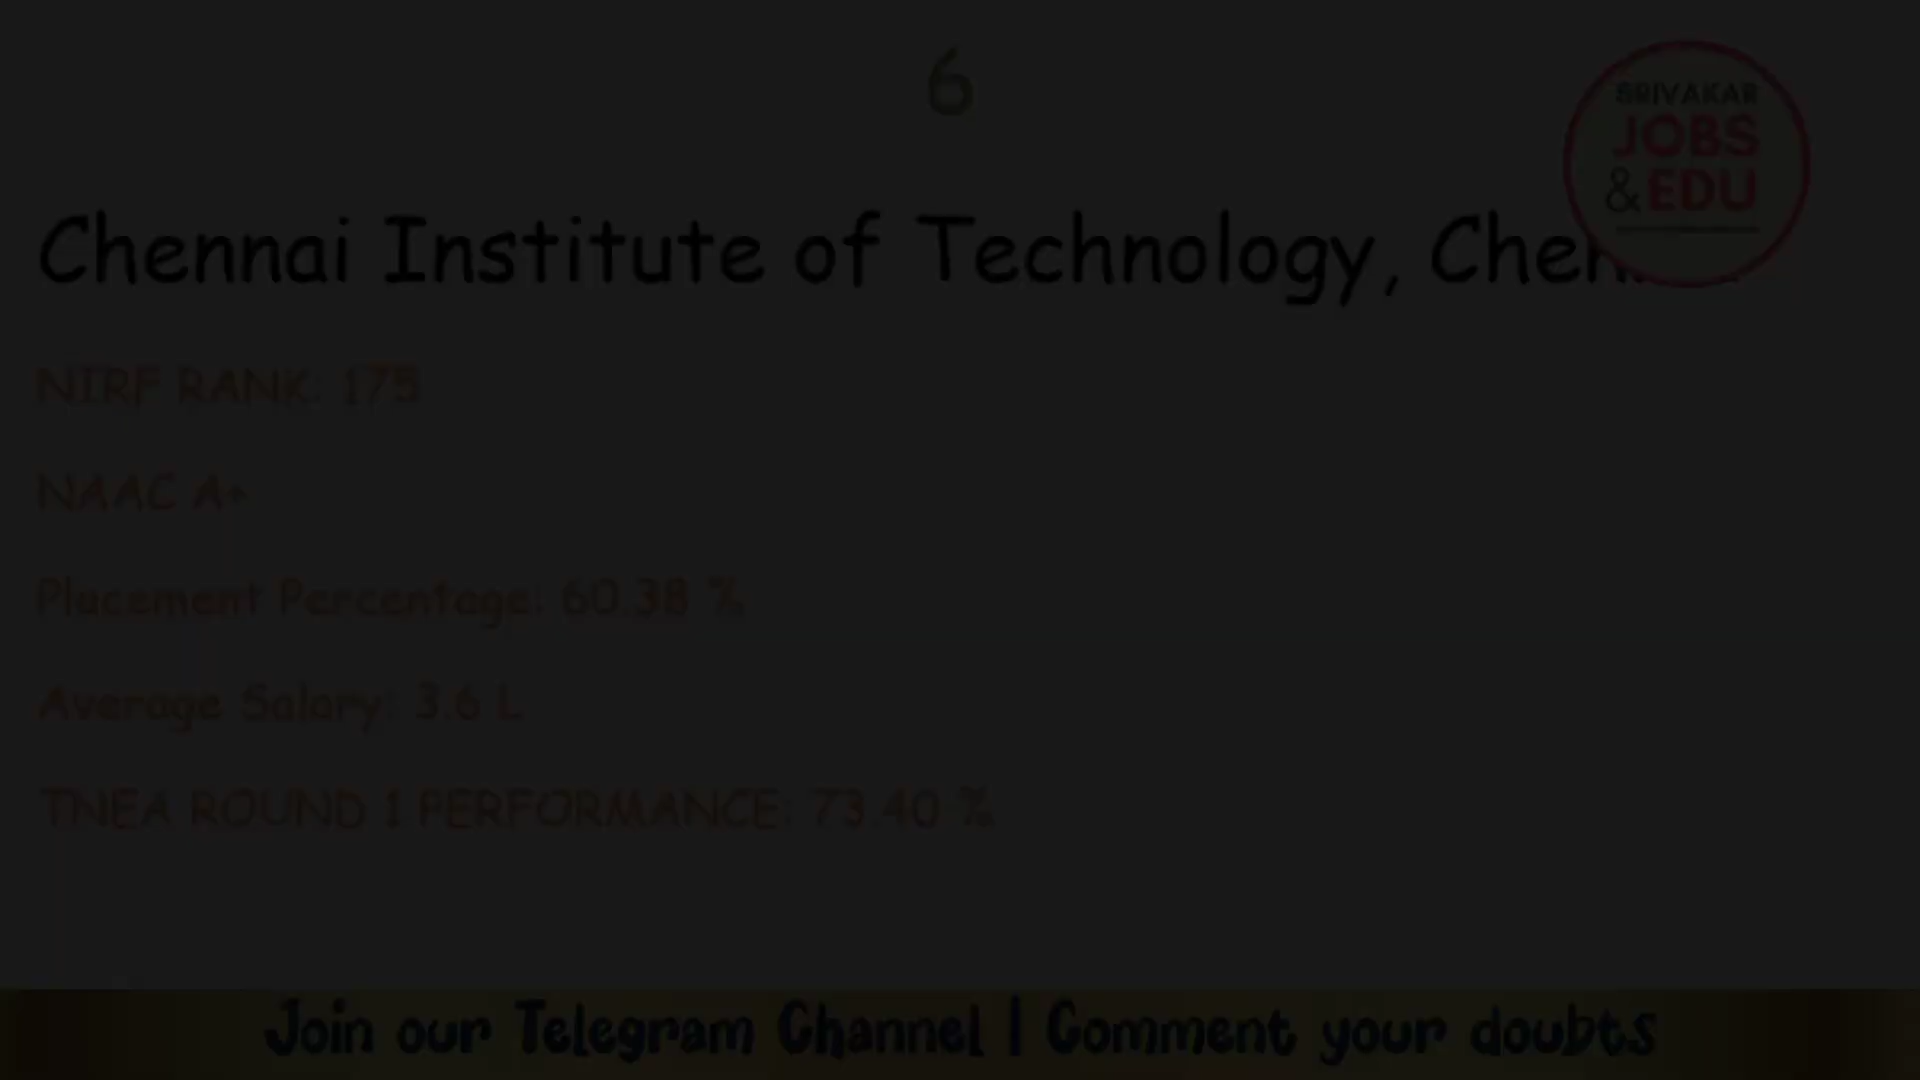 6
SRIVAKAR
JOBS
&EDU
Chennai Institute of Technology,
NIRF RANK: 175
NAAC A+
Placement Percentage: 60.38 %
Average Salary: 3.6 L
TNEA ROUND 1 PERFORMANCE: 73.40 %
Join our Telegram Channel | Comment your doubts